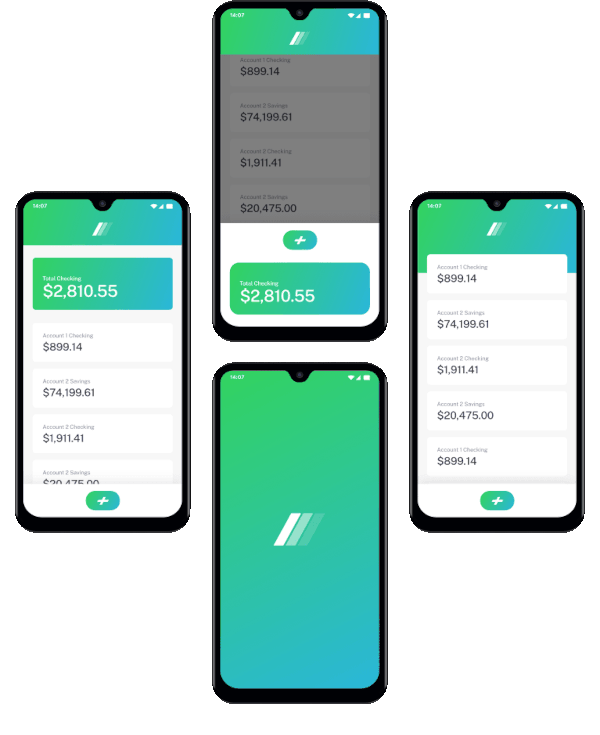 14:07
Account 1 Checking
$899.14
Account 2 Savings
$74,199.61
Account 2 Checking
$1,911.41
Account 2 Savings
$20,475.00
Total Checking
$2,810.55
14:07
Total Checking
$2,810.55
Account 1 Checking
$899.14
Account 2 Savings
$74,199.61
Account 2 Checking
$1,911.41
Account 2 Savings
$20,475.00
14:07
Account 1 Checking
$899.14
Account 2 Savings
$74,199.61
Account 2 Checking
$1,911.41
Account 2 Savings
$20,475.00
Account 1 Checking
$899.14
14:07